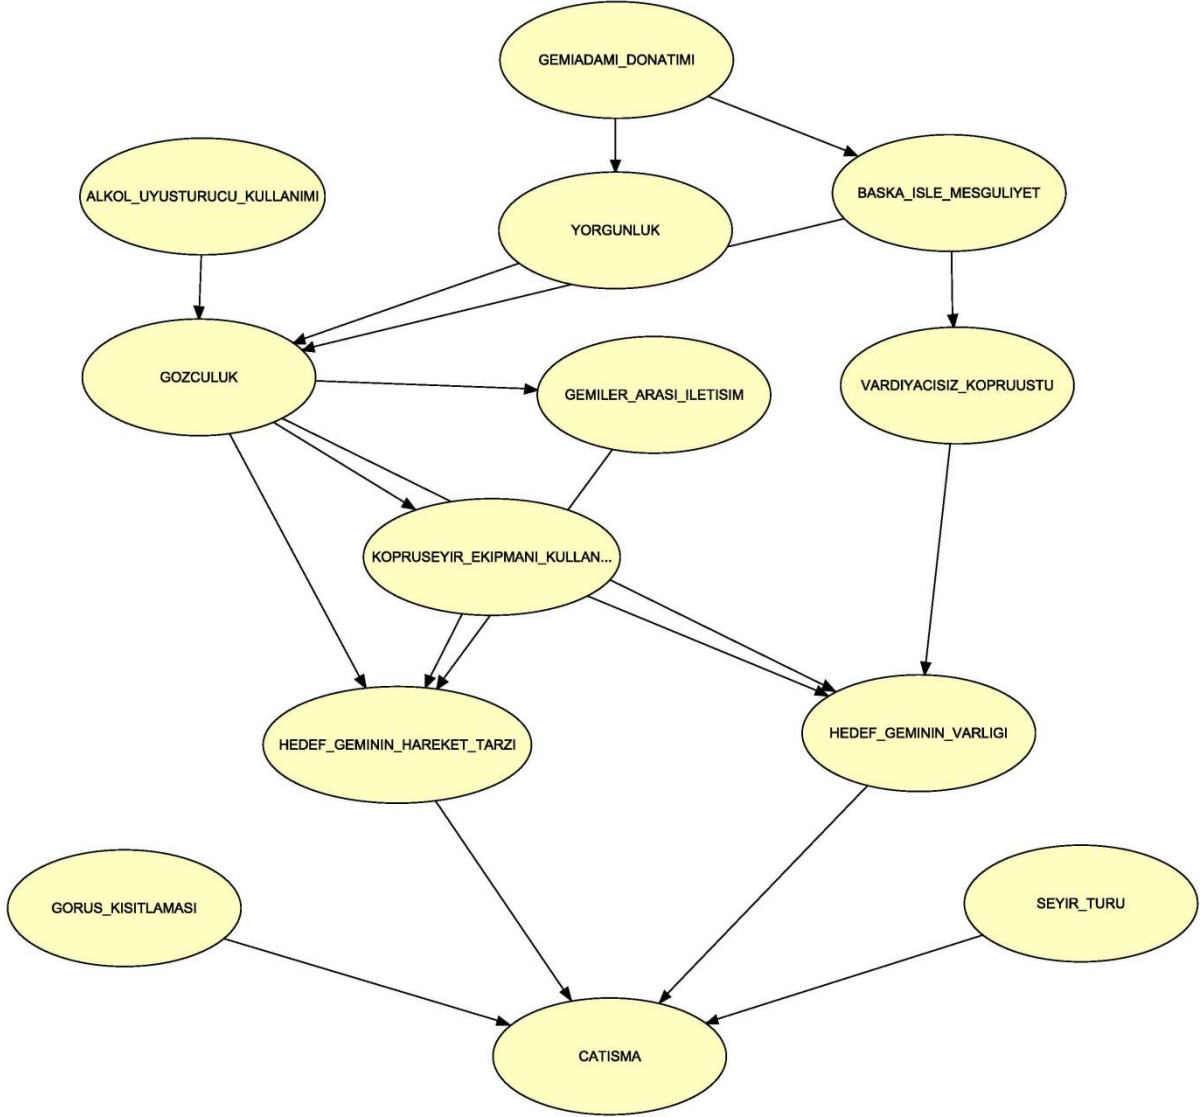 GEMIADAMI_DONATIMI
ALKOL_UYUSTURUCU_KULLANIMI
BASKA_ISLE_MESGULIYET
YORGUNLUK
GOZCULUK
GEMILER_ARASI_ILETISIM
VARDIYACISIZ_KOPRUUSTU
KOPRUSEYIR_EKIPMANI_KULLAN...
HEDEF_GEMININ_HAREKET_TARZI
HEDEF_GEMININ_VARLIGI
GORUS_KISITLAMASI
SEYIR_TURU
CATISMA